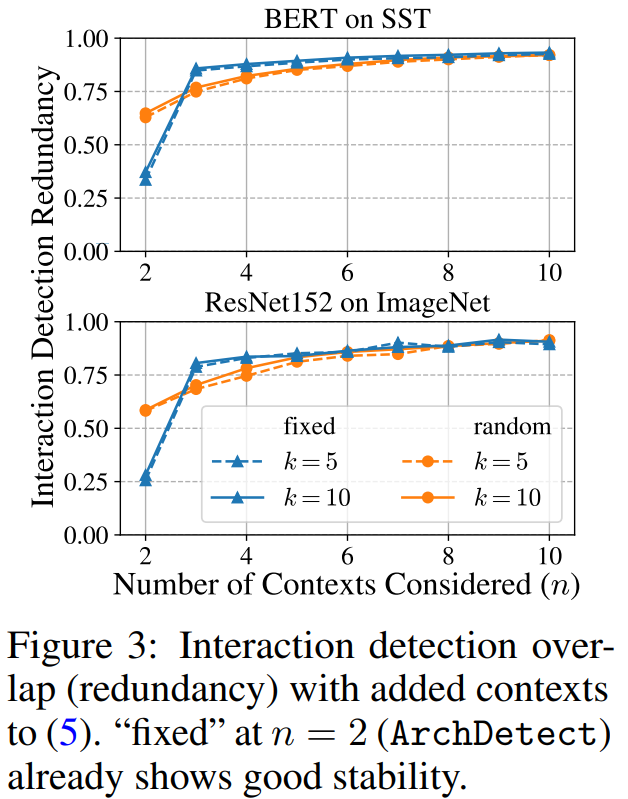 BERT on SST
Interaction Detection Redundancy
1.00
0.75
0.50
0.25
0.00
2 4 6 8 10
ResNet152 on ImageNet
1.00
0.75
0.50
0.25
0.00
fixed random
k = 5 k = 5
k = 10 k = 10
2 4 6 8 10
Number of Contexts Considered (n)
Figure 3: Interaction detection over-
lap (redundancy) with added contexts
to (5). “fixed” at n = 2 (ArchDetect)
already shows good stability.